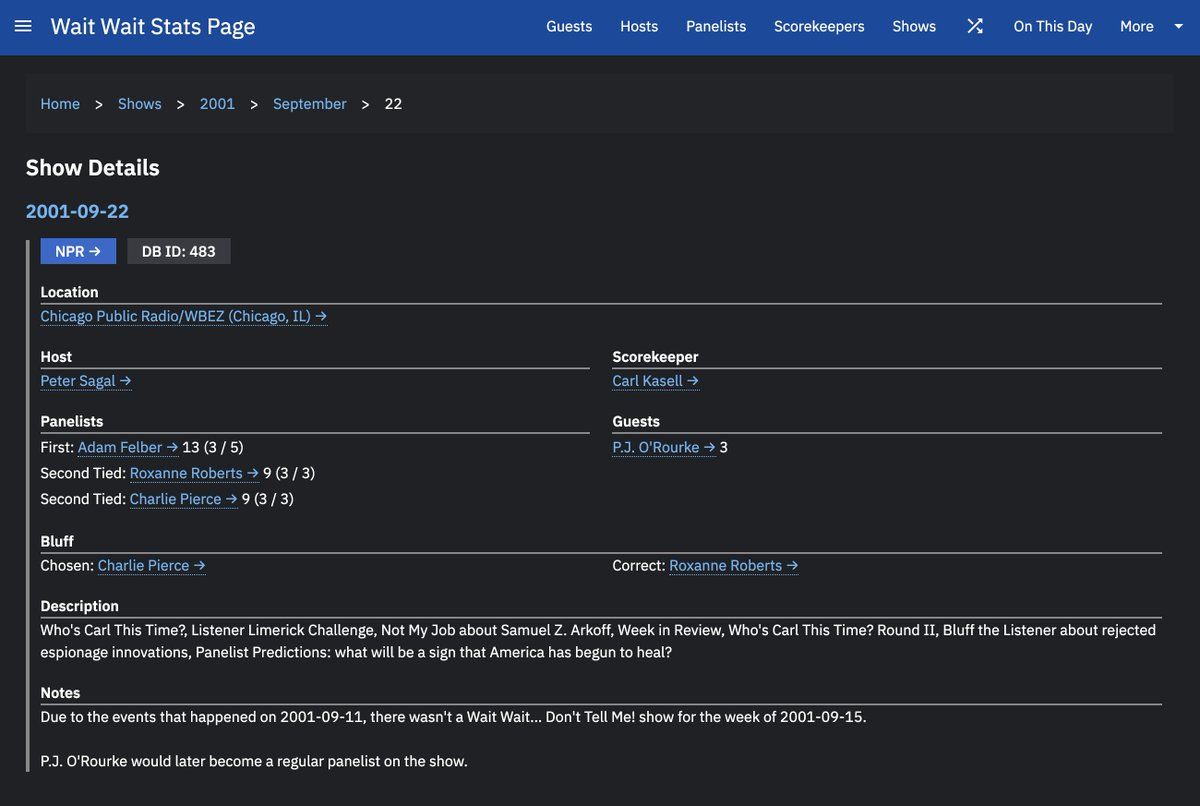 Wait Wait Stats Page
Guests Hosts Panelists Scorekeepers Shows On This Day More
Home > Shows > 2001 > September > 22
Show Details
2001-09-22
NPR → DB ID: 483
Location
Chicago Public Radio/WBEZ (Chicago, IL) →
Host
Peter Sagal →
Scorekeeper
Carl Kasell →
Panelists
First: Adam Felber → 13 (3 / 5)
Second Tied: Roxanne Roberts → 9 (3 / 3)
Second Tied: Charlie Pierce → 9 (3 / 3)
Guests
P.J. O'Rourke → 3
Bluff
Chosen: Charlie Pierce →
Correct: Roxanne Roberts →
Description
Who's Carl This Time?, Listener Limerick Challenge, Not My Job about Samuel Z. Arkoff, Week in Review, Who's Carl This Time? Round II, Bluff the Listener about rejected
espionage innovations, Panelist Predictions: what will be a sign that America has begun to heal?
Notes
Due to the events that happened on 2001-09-11, there wasn't a Wait Wait... Don't Tell Me! show for the week of 2001-09-15.
P.J. O'Rourke would later become a regular panelist on the show.